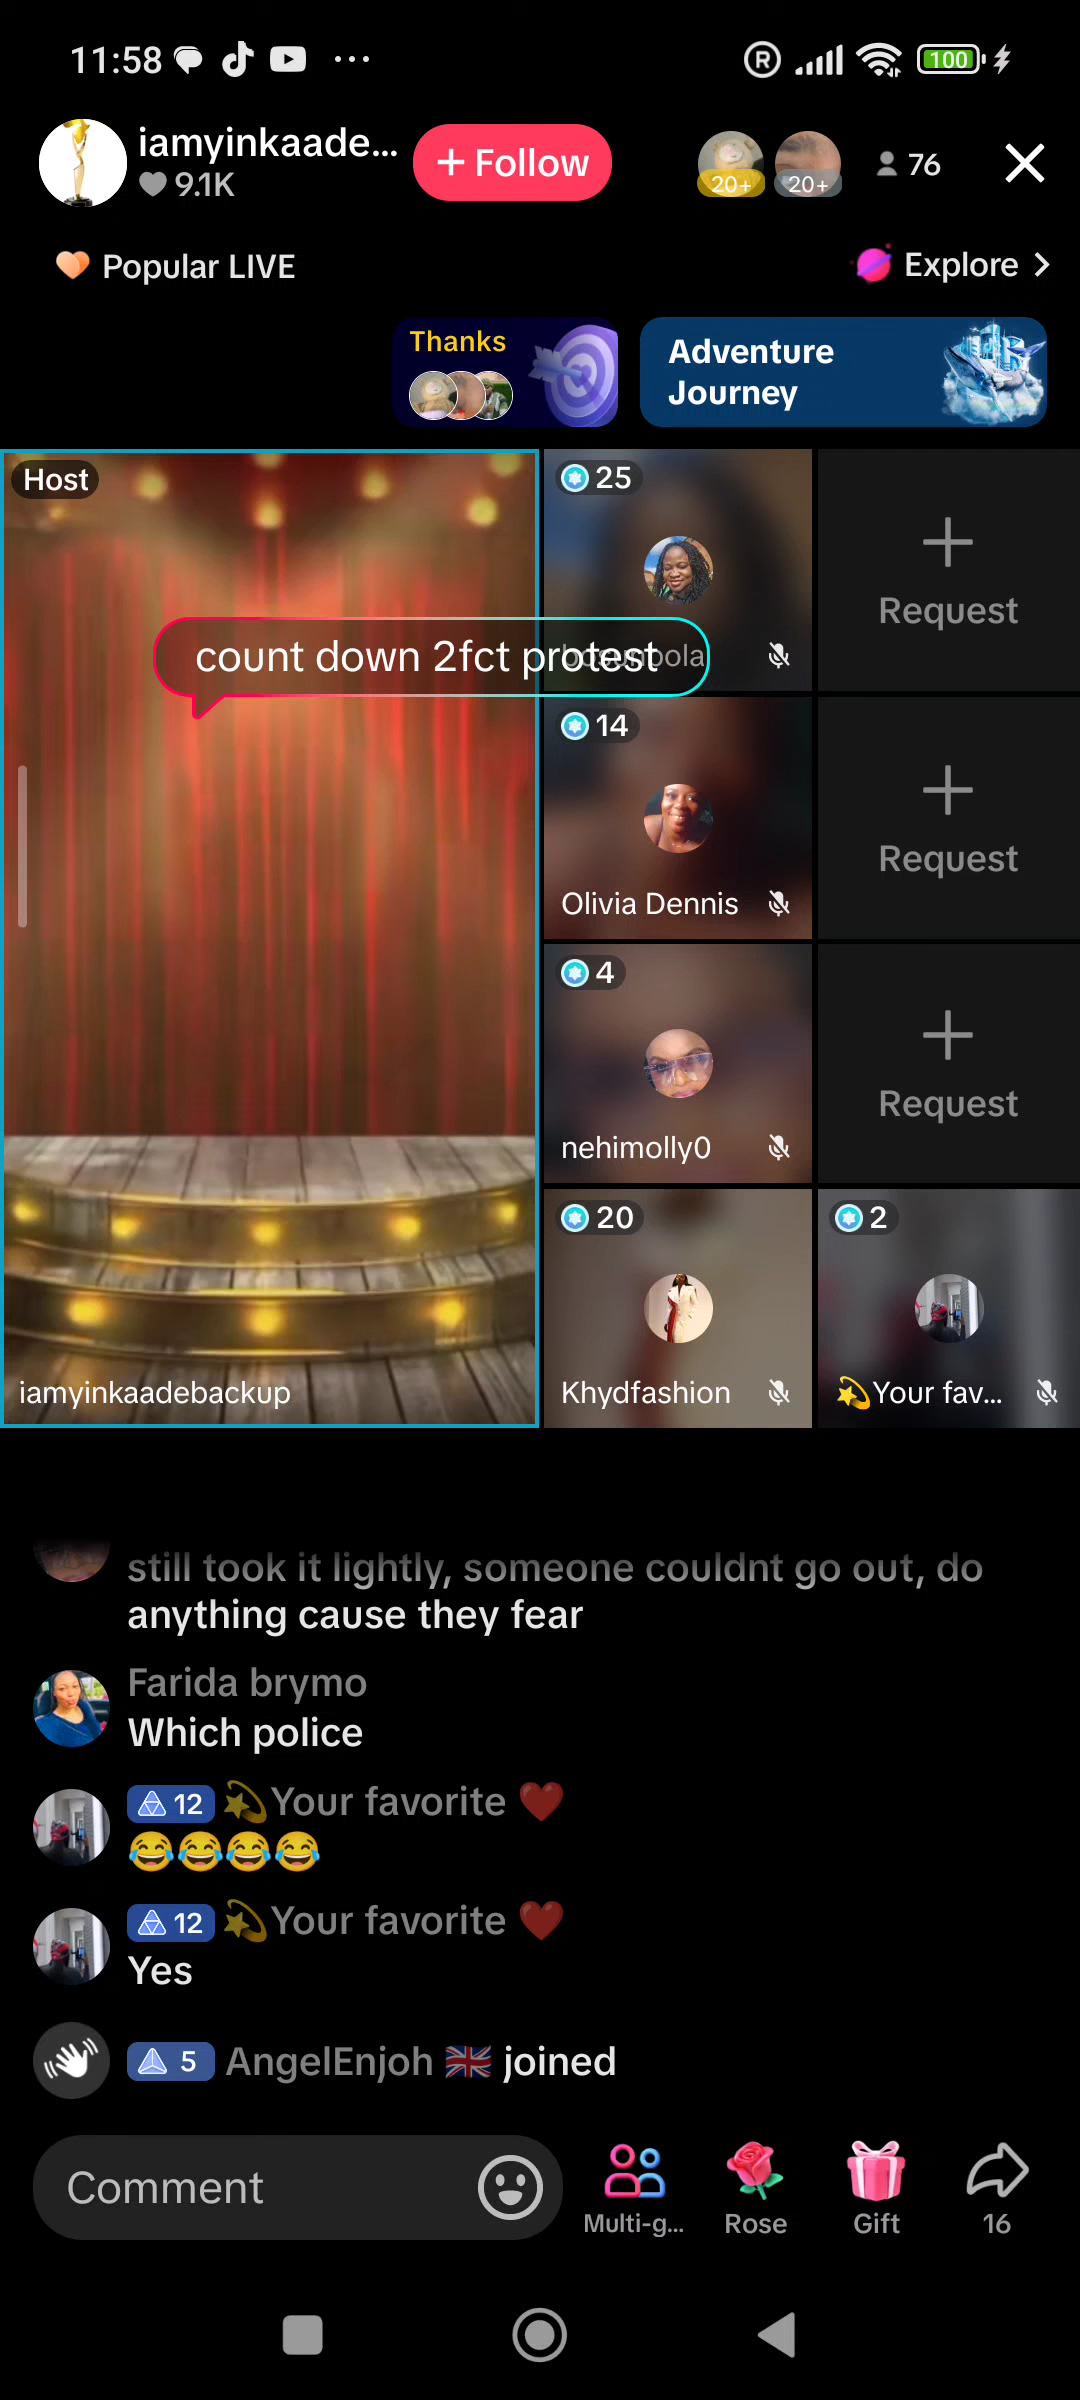 11:58
100
iamyinkaade...
9.1K
+ Follow
20+
20+
76
Popular LIVE
Explore
Thanks
Adventure
Journey
Host
25
Request
count down 2fct protest
14
Olivia Dennis
Request
4
nehimolly0
Request
20
2
iamyinkaadebackup
Khydfashion
💫Your fav...
still took it lightly, someone couldnt go out, do
anything cause they fear
Farida brymo
Which police
12 💫Your favorite ❤️
😂😂😂😂
12 💫Your favorite ❤️
Yes
5 AngelEnjoh 🇬🇧 joined
Comment
Multi-g...
Rose
Gift
16